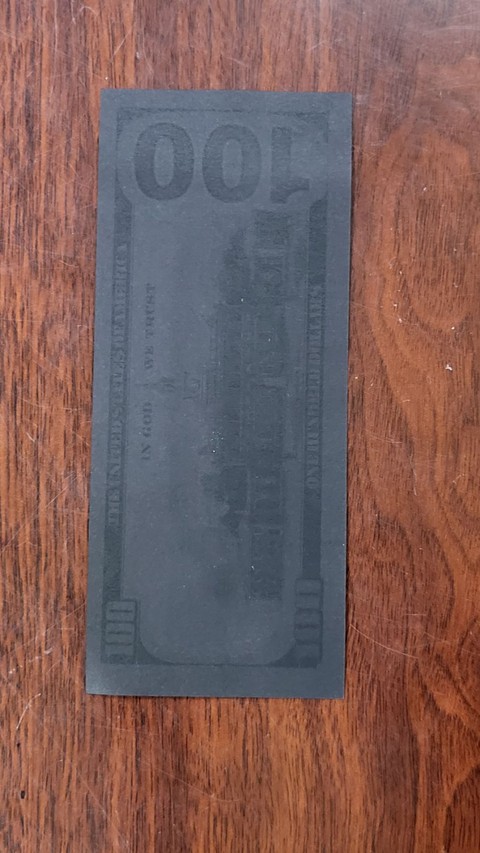 THE UNITED STATES OF AMERICA
IN GOD WE TRUST
ONE HUNDRED DOLLARS
100
100
100